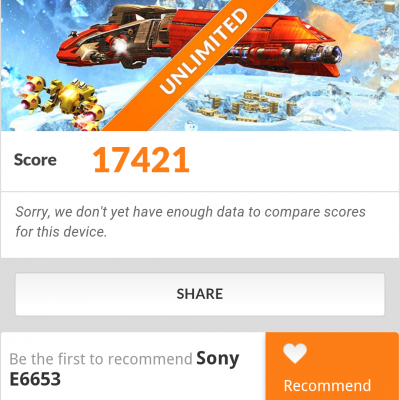 UNLIMITED
Score 17421
Sorry, we don't yet have enough data to compare scores
for this device.
SHARE
Be the first to recommend Sony
E6653
Recommend